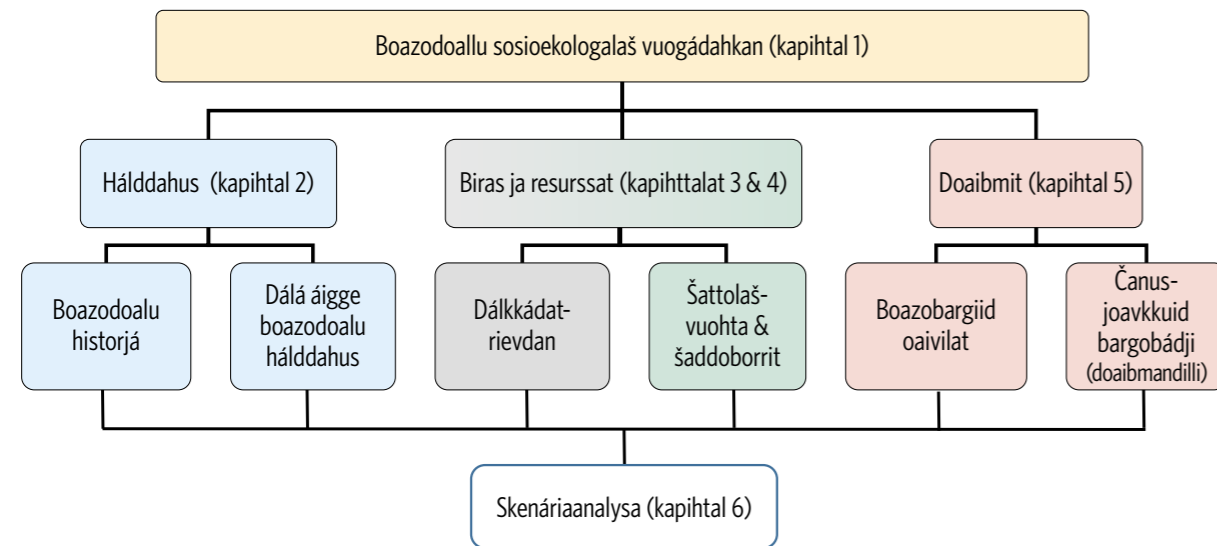 Boazodoallu sosioekologalaš vuogádahkan (kapihtal 1)
Hálddahus (kapihtal 2)
Biras ja resurssat (kapihttalat 3 & 4)
Doaibmit (kapihtal 5)
Boazodoalu
historjá
Dálá áigge
boazodoalu
hálddahus
Dálkkádat-
rievdan
Šattolaš-
vuohta &
šaddoborrit
Boazobargiid
oaivilat
Čanus-
joavkkuid
bargobádji
(doaibmandilli)
Skenáriaanalysa (kapihtal 6)